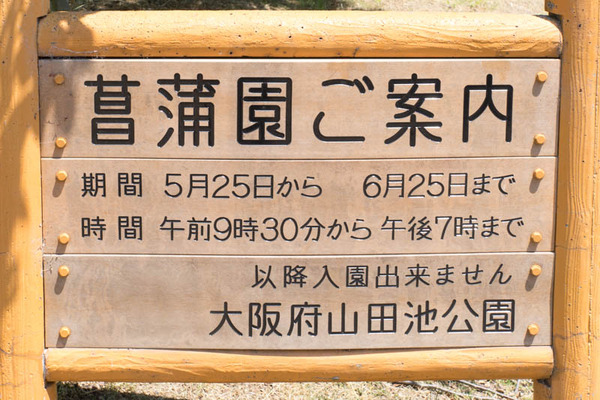 菖蒲園ご案内
期間 5月25日から 6月25日まで
時間 午前9時30分から 午後7時まで
以降入園出来ません
大阪府山田池公園